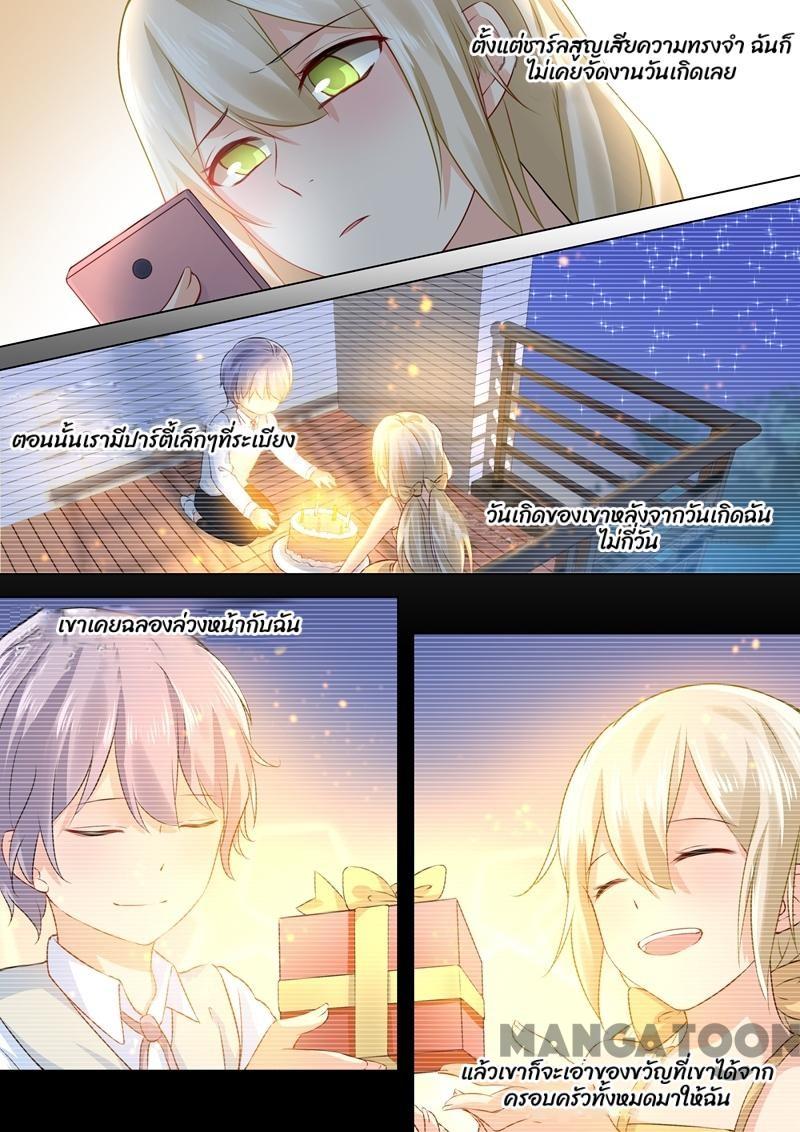 ตั้งแต่ชาร์ลสูญเสียความทรงจำ ฉันก็
ไม่เคยจัดงานวันเกิดเลย
ตอนนั้นเรามีปาร์ตี้เล็กๆที่ระเบียง
วันเกิดของเขาหลังจากวันเกิดฉัน
ไม่กี่วัน
เขาเคยฉลองล่วงหน้ากับฉัน
MANGATOON
แล้วเขาก็จะเอาของขวัญที่เขาได้จาก
ครอบครัวทั้งหมดมาให้ฉัน